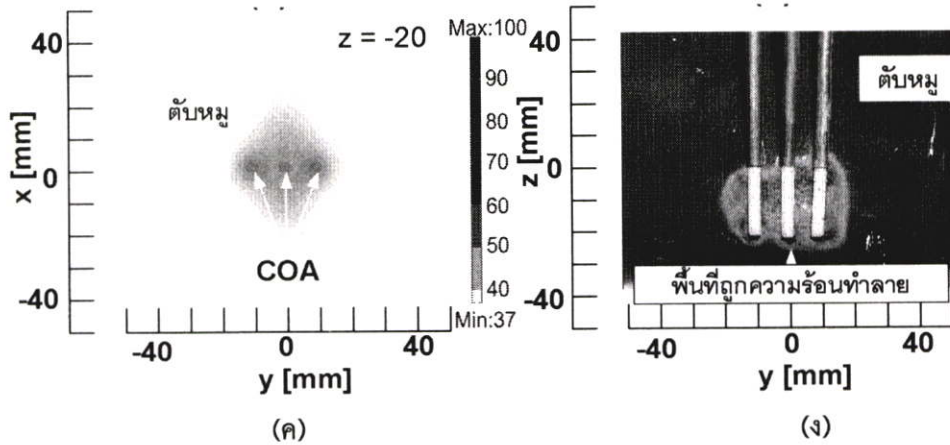 40
0
-40
x [mm]
z = -20
ตับหมู
COA
-40
0
40
y [mm]
Max:100
90
80
70
60
50
40
Min:37
(ค)
40
0
-40
z [mm]
ตับหมู
พื้นที่ถูกความร้อนทำลาย
-40
0
40
y [mm]
(ง)